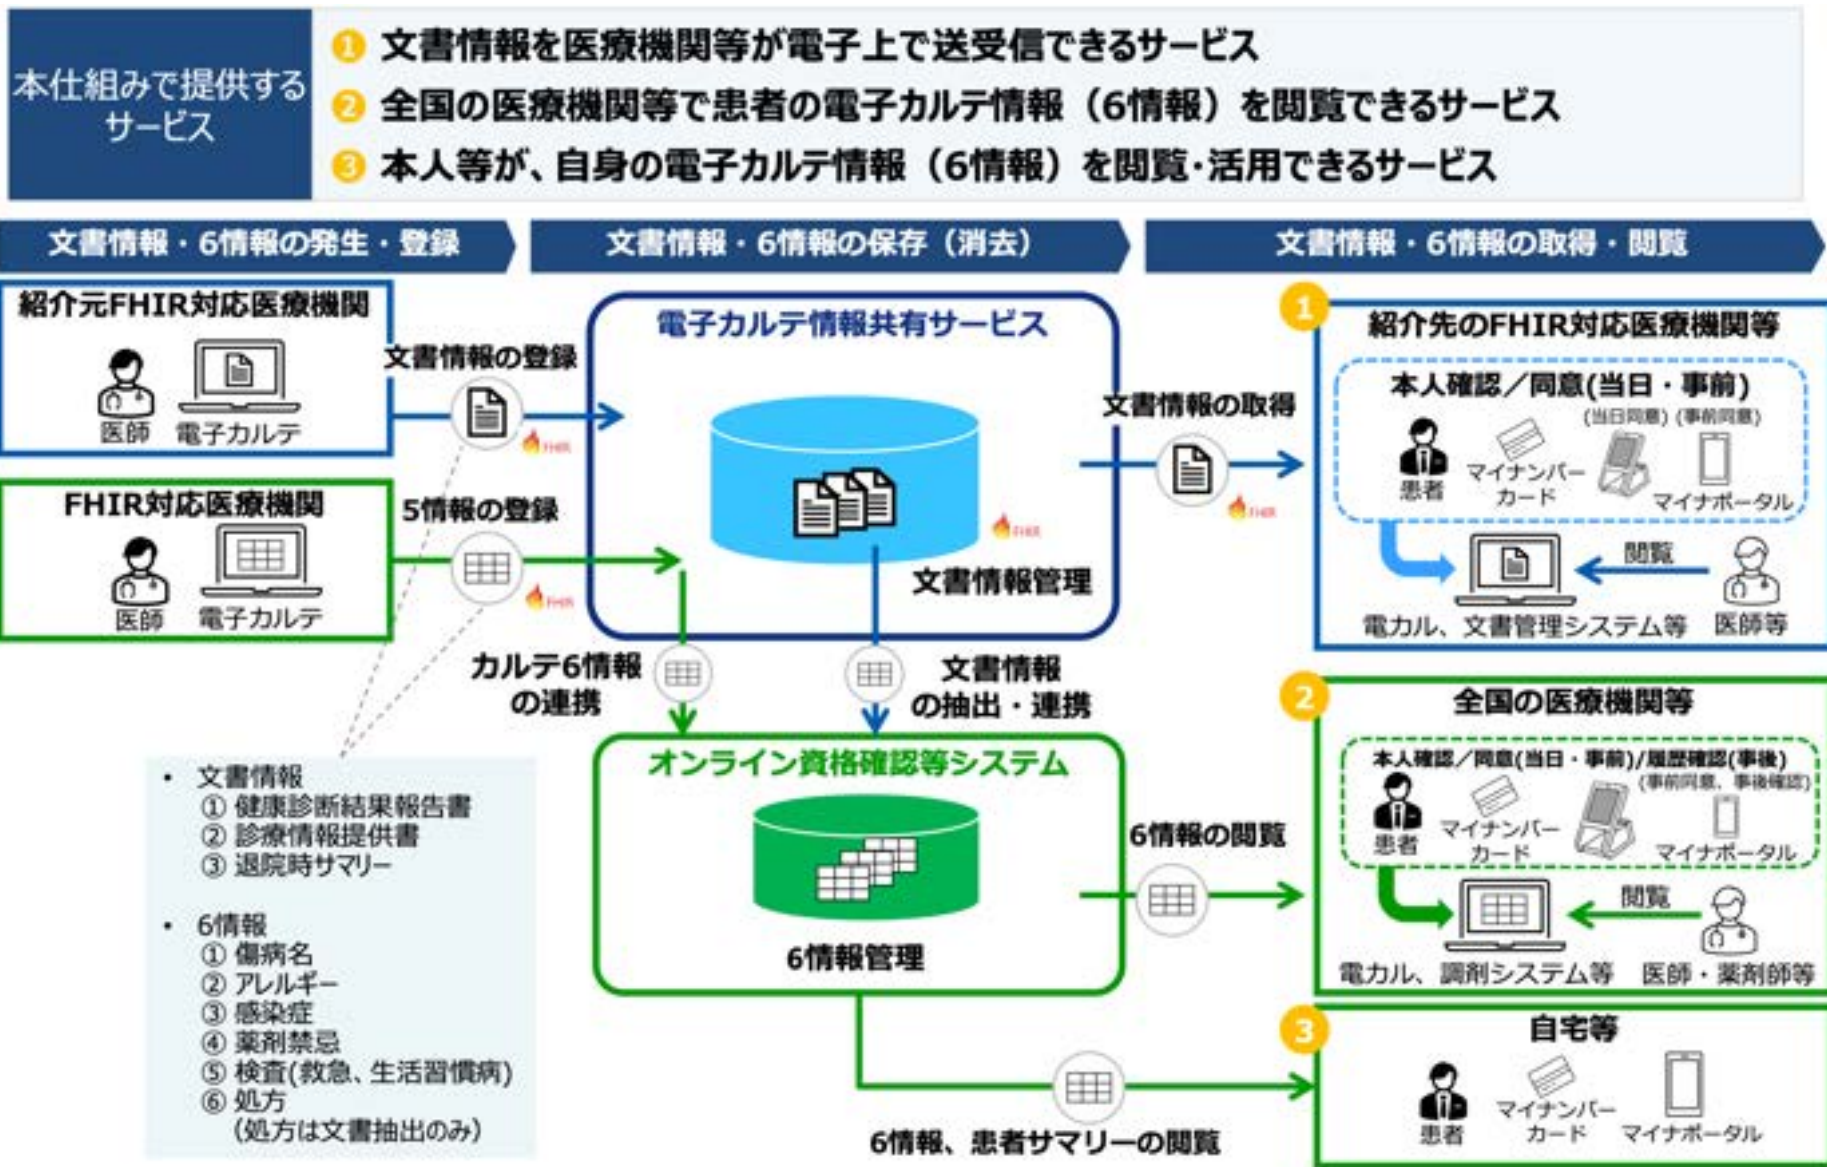 本仕組みで提供する
サービス
1 文書情報を医療機関等が電子上で送受信できるサービス
2 全国の医療機関等で患者の電子カルテ情報（6情報）を閲覧できるサービス
3 本人等が、自身の電子カルテ情報（6情報）を閲覧・活用できるサービス
文書情報・6情報の発生・登録
文書情報・6情報の保存（消去）
文書情報・6情報の取得・閲覧
紹介元FHIR対応医療機関
医師
電子カルテ
文書情報の登録
FHIR
FHIR対応医療機関
医師
電子カルテ
5情報の登録
FHIR
電子カルテ情報共有サービス
FHIR
文書情報管理
文書情報の取得
FHIR
カルテ6情報
の連携
文書情報
の抽出・連携
オンライン資格確認等システム
6情報管理
6情報の閲覧
6情報、患者サマリーの閲覧
・ 文書情報
① 健康診断結果報告書
② 診療情報提供書
③ 退院時サマリー
・ 6情報
① 傷病名
② アレルギー
③ 感染症
④ 薬剤禁忌
⑤ 検査(救急、生活習慣病)
⑥ 処方
（処方は文書抽出のみ）
1
紹介先のFHIR対応医療機関等
本人確認／同意(当日・事前)
(当日同意) (事前同意)
患者
マイナンバー
カード
マイナポータル
閲覧
電カル、文書管理システム等
医師等
2
全国の医療機関等
本人確認／同意(当日・事前)/履歴確認(事後)
(事前同意、事後確認)
患者
マイナンバー
カード
マイナポータル
閲覧
電カル、調剤システム等
医師・薬剤師等
3
自宅等
患者
マイナンバー
カード
マイナポータル